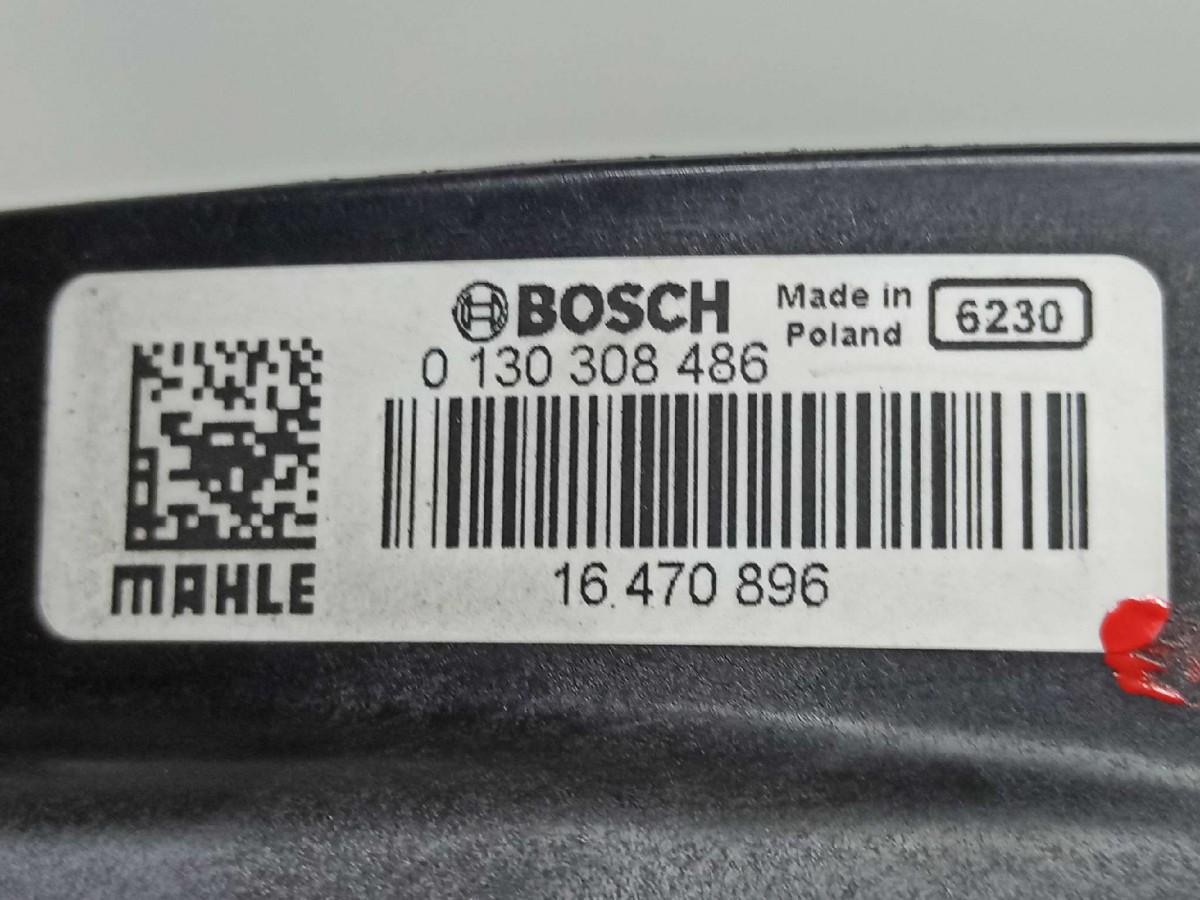 BOSCH
Made in
Poland
6230
0 130 308 486
MAHLE
16 470 896